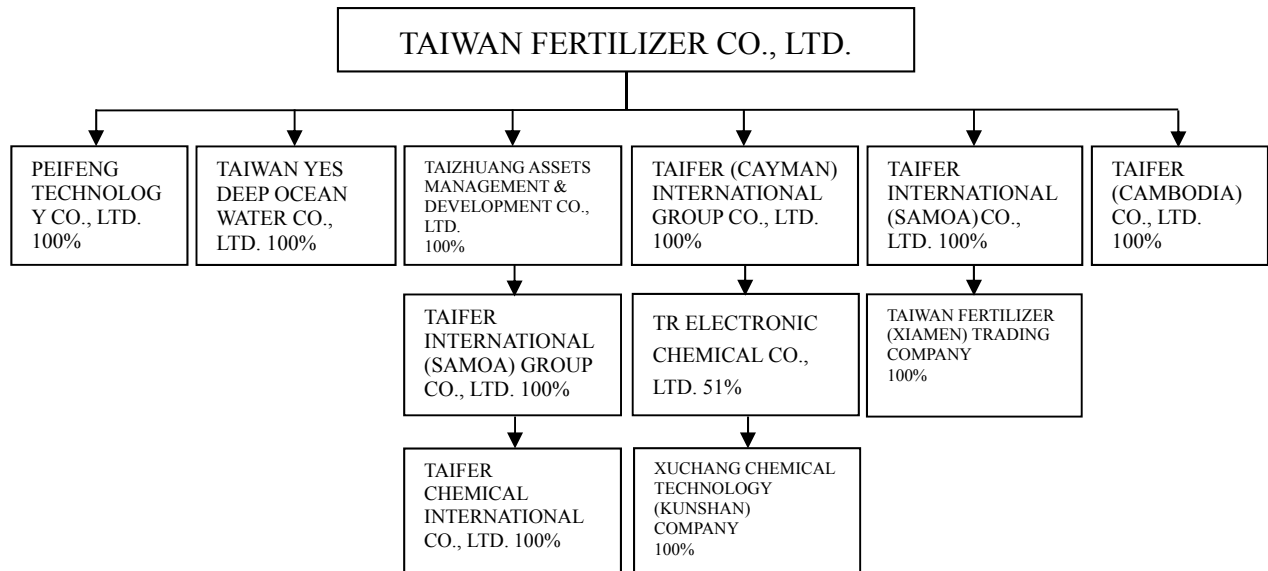 TAIWAN FERTILIZER CO., LTD.
PEIFENG
TECHNOLOG
Y CO., LTD.
100%
TAIWAN YES
DEEP OCEAN
WATER CO.,
LTD. 100%
TAIZHUANG ASSETS
MANAGEMENT &
DEVELOPMENT CO.,
LTD.
100%
TAIFER (CAYMAN)
INTERNATIONAL
GROUP CO., LTD.
100%
TAIFER
INTERNATIONAL
(SAMOA) CO.,
LTD. 100%
TAIFER
(CAMBODIA)
CO., LTD.
100%
TAIFER
INTERNATIONAL
(SAMOA) GROUP
CO., LTD. 100%
TR ELECTRONIC
CHEMICAL CO.,
LTD. 51%
TAIWAN FERTILIZER
(XIAMEN) TRADING
COMPANY
100%
TAIFER
CHEMICAL
INTERNATIONAL
CO., LTD. 100%
XUCHANG CHEMICAL
TECHNOLOGY
(KUNSHAN)
COMPANY
100%